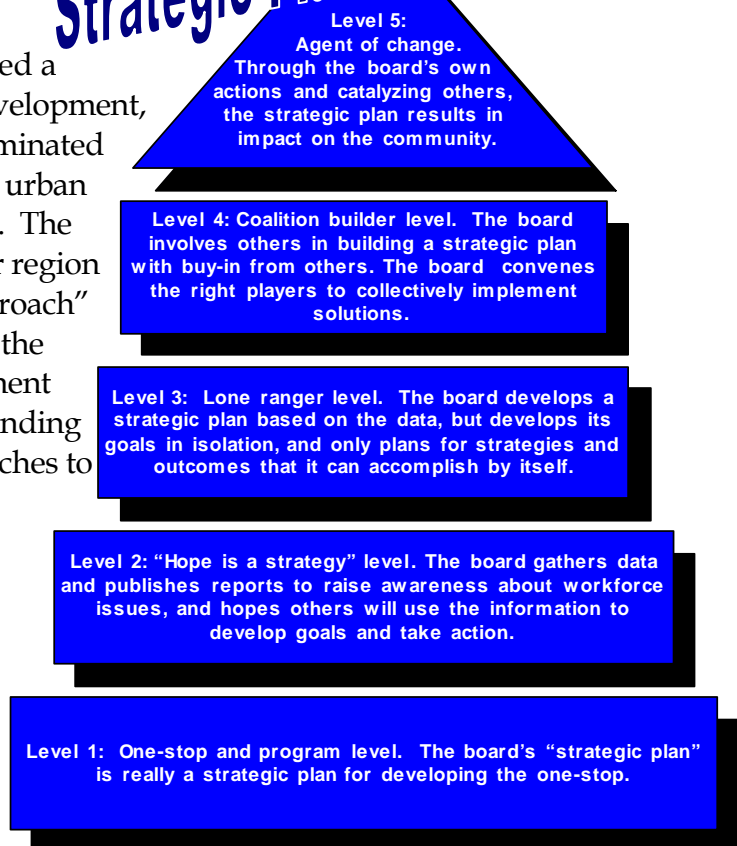 Strategic
Level 5:
Agent of change.
Through the board's own
actions and catalyzing others,
the strategic plan results in
impact on the community.
ed a
velopment,
minated
urban
. The
r region
roach"
the
nent
nding
ches to
Level 4: Coalition builder level. The board
involves others in building a strategic plan
with buy-in from others. The board convenes
the right players to collectively implement
solutions.
Level 3: Lone ranger level. The board develops a
strategic plan based on the data, but develops its
goals in isolation, and only plans for strategies and
outcomes that it can accomplish by itself.
Level 2: “Hope is a strategy” level. The board gathers data
and publishes reports to raise awareness about workforce
issues, and hopes others will use the information to
develop goals and take action.
Level 1: One-stop and program level. The board's “strategic plan”
is really a strategic plan for developing the one-stop.